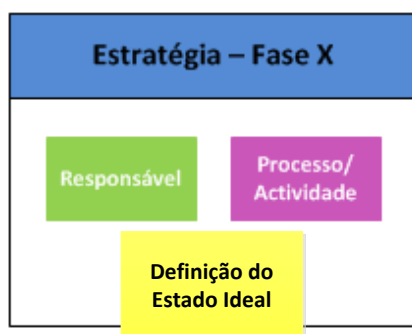 Estratégia – Fase X
Responsável
Processo/
Actividade
Definição do
Estado Ideal